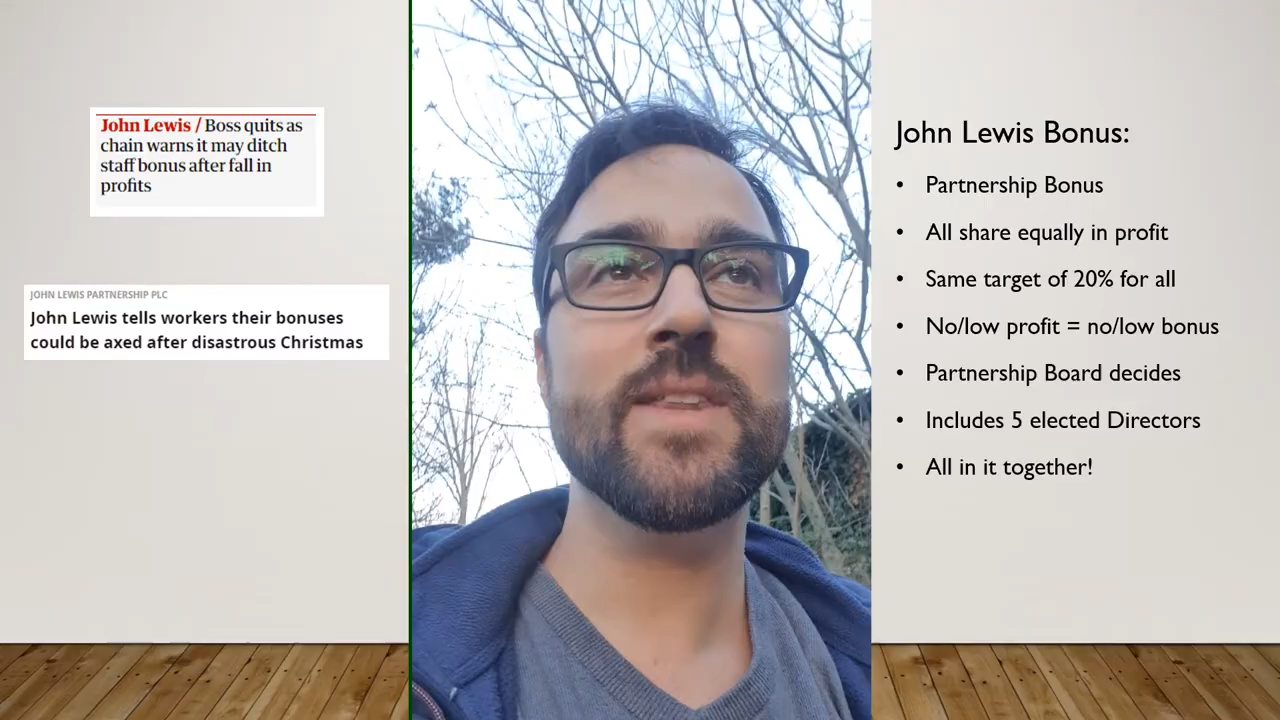 John Lewis / Boss quits as
chain warns it may ditch
staff bonus after fall in
profits
JOHN LEWIS PARTNERSHIP PLC
John Lewis tells workers their bonuses
could be axed after disastrous Christmas
John Lewis Bonus:
• Partnership Bonus
• All share equally in profit
• Same target of 20% for all
• No/low profit = no/low bonus
• Partnership Board decides
• Includes 5 elected Directors
• All in it together!